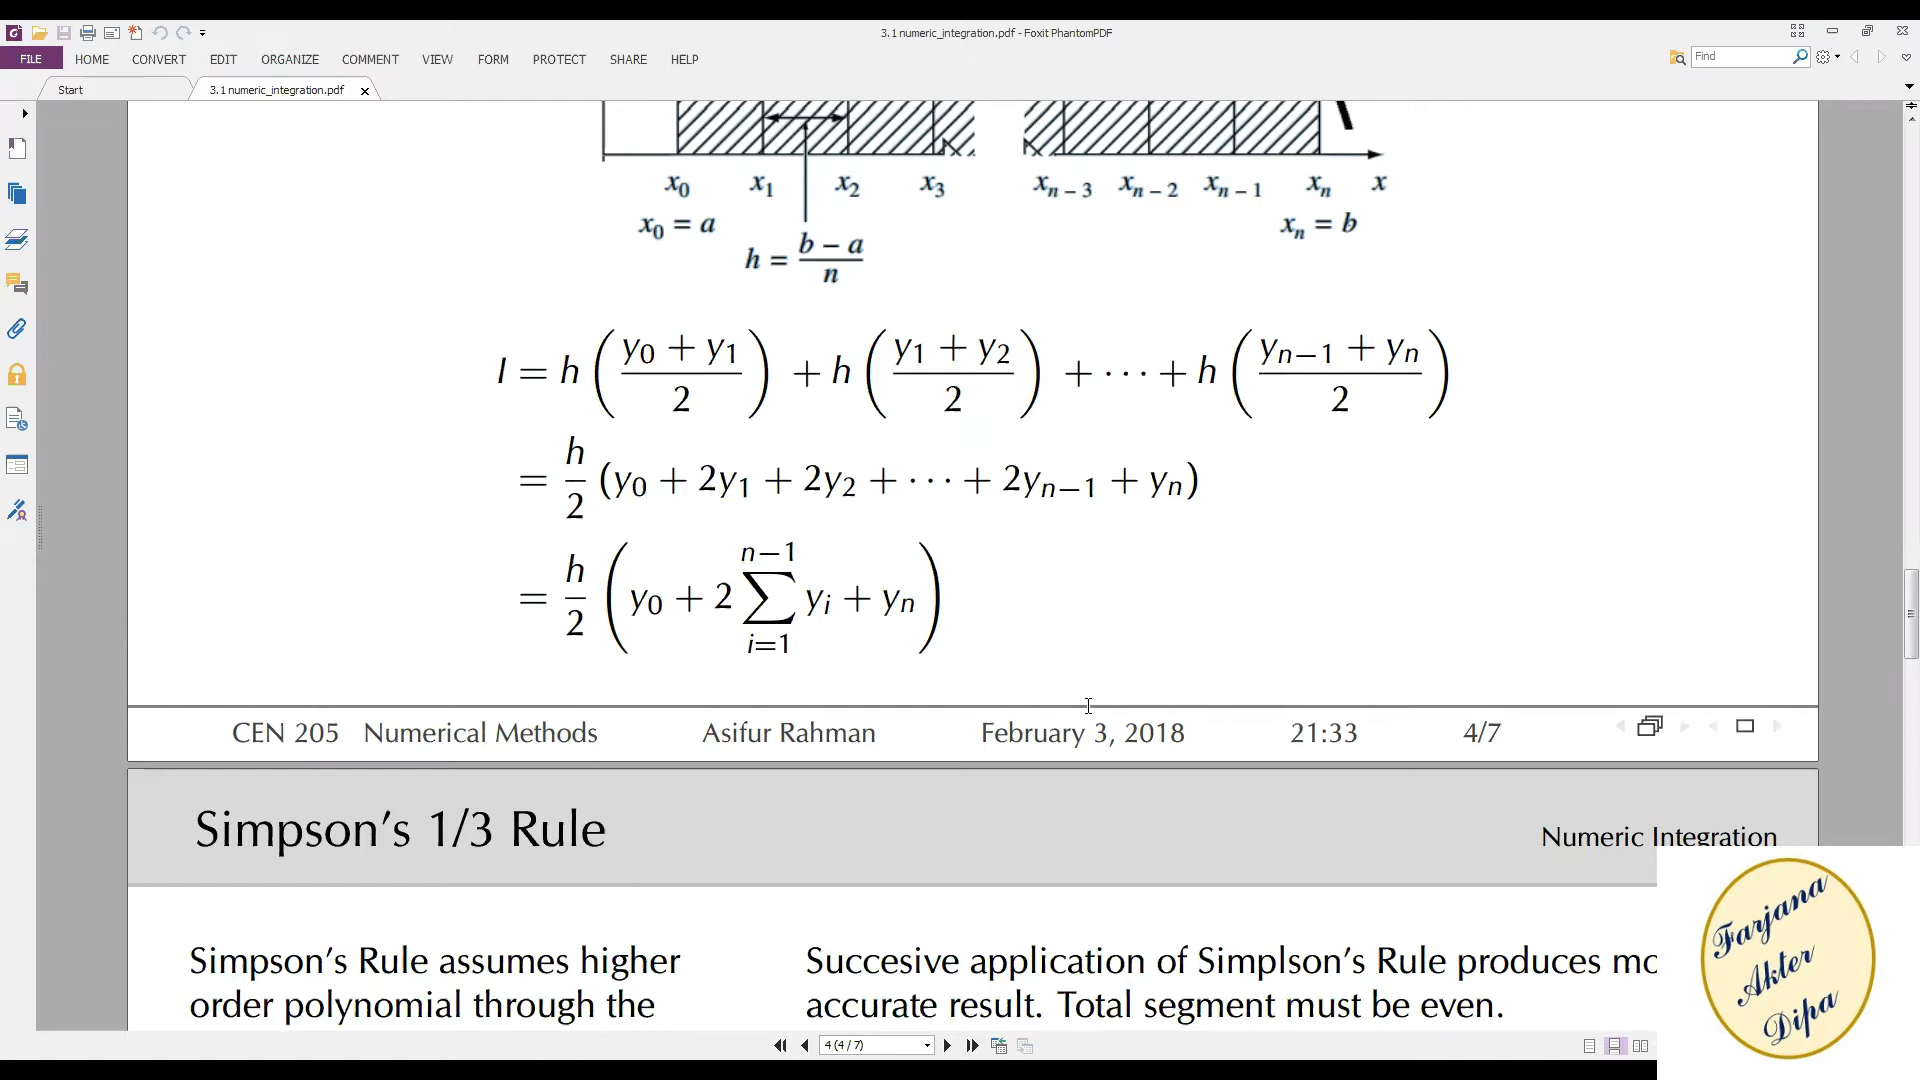 3.1 numeric_integration.pdf - Foxit PhantomPDF
FILE HOME CONVERT EDIT ORGANIZE COMMENT VIEW FORM PROTECT SHARE HELP
Find
Start 3.1 numeric_integration.pdf
x0 x1 x2 x3 xn – 3 xn – 2 xn – 1 xn x
x0 = a xn = b
h = (b – a)/n
I = h ( (y0 + y1)/2 ) + h ( (y1 + y2)/2 ) + · · · + h ( (yn−1 + yn)/2 )
= h/2 (y0 + 2y1 + 2y2 + · · · + 2yn−1 + yn)
= h/2 ( y0 + 2 ∑_{i=1}^{n−1} yi + yn )
CEN 205 Numerical Methods Asifur Rahman February 3, 2018 21:33 4/7
Simpson’s 1/3 Rule
Numeric Integration
Simpson’s Rule assumes higher
order polynomial through the
Succesive application of Simplson’s Rule produces mo
accurate result. Total segment must be even.
Farjana
Akter
Dipa
4 (4 / 7)